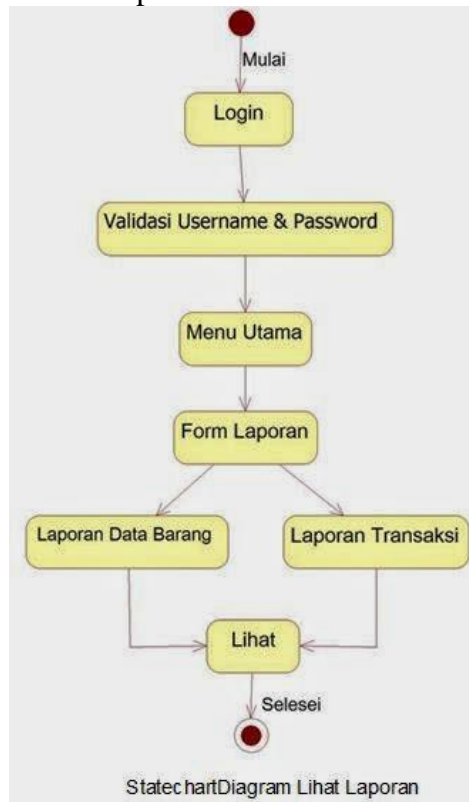 Mulai
Login
Validasi Username & Password
Menu Utama
Form Laporan
Laporan Data Barang
Laporan Transaksi
Lihat
Selesei
StatechartDiagram Lihat Laporan